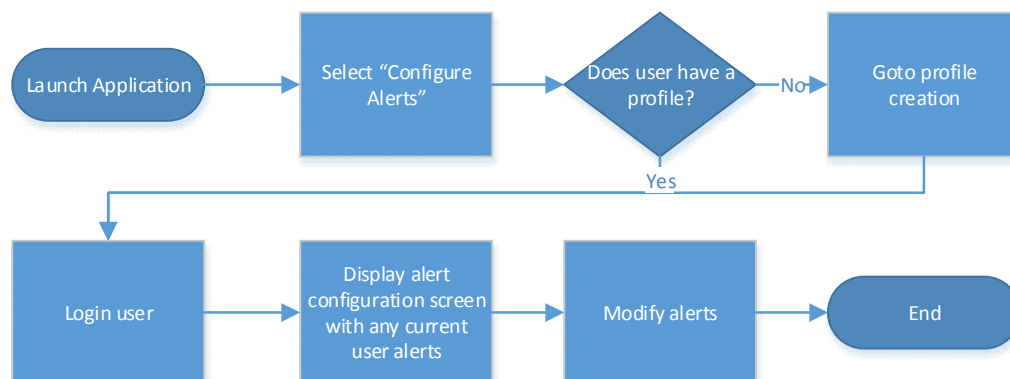 Launch Application
Select “Configure
Alerts”
Does user have a
profile?
No
Goto profile
creation
Yes
Login user
Display alert
configuration screen
with any current
user alerts
Modify alerts
End